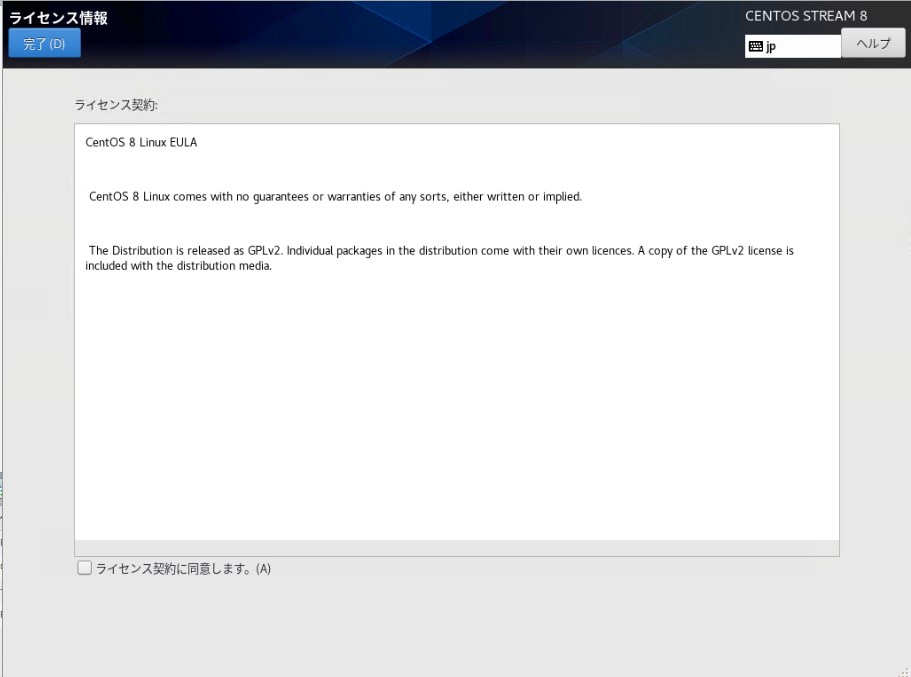 ライセンス情報
CENTOS STREAM 8
完了 (D)
jp
ヘルプ
ライセンス契約:
CentOS 8 Linux EULA
CentOS 8 Linux comes with no guarantees or warranties of any sorts, either written or implied.
The Distribution is released as GPLv2. Individual packages in the distribution come with their own licences. A copy of the GPLv2 license is
included with the distribution media.
ライセンス契約に同意します。(A)